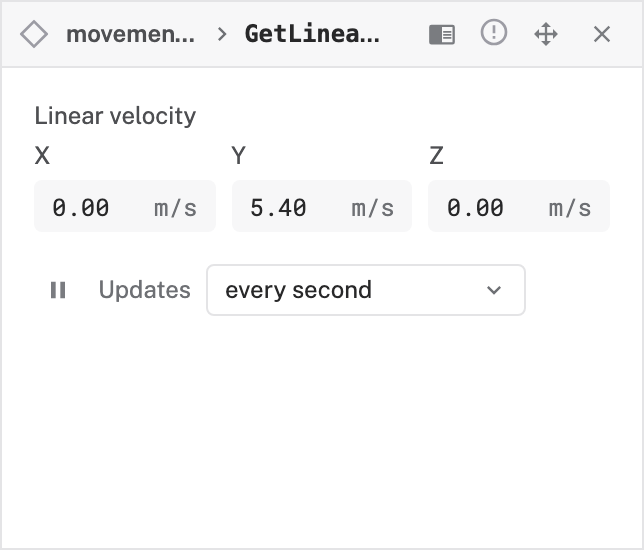 movemen... > GetLinea...
Linear velocity
X Y Z
0.00 m/s 5.40 m/s 0.00 m/s
Updates every second